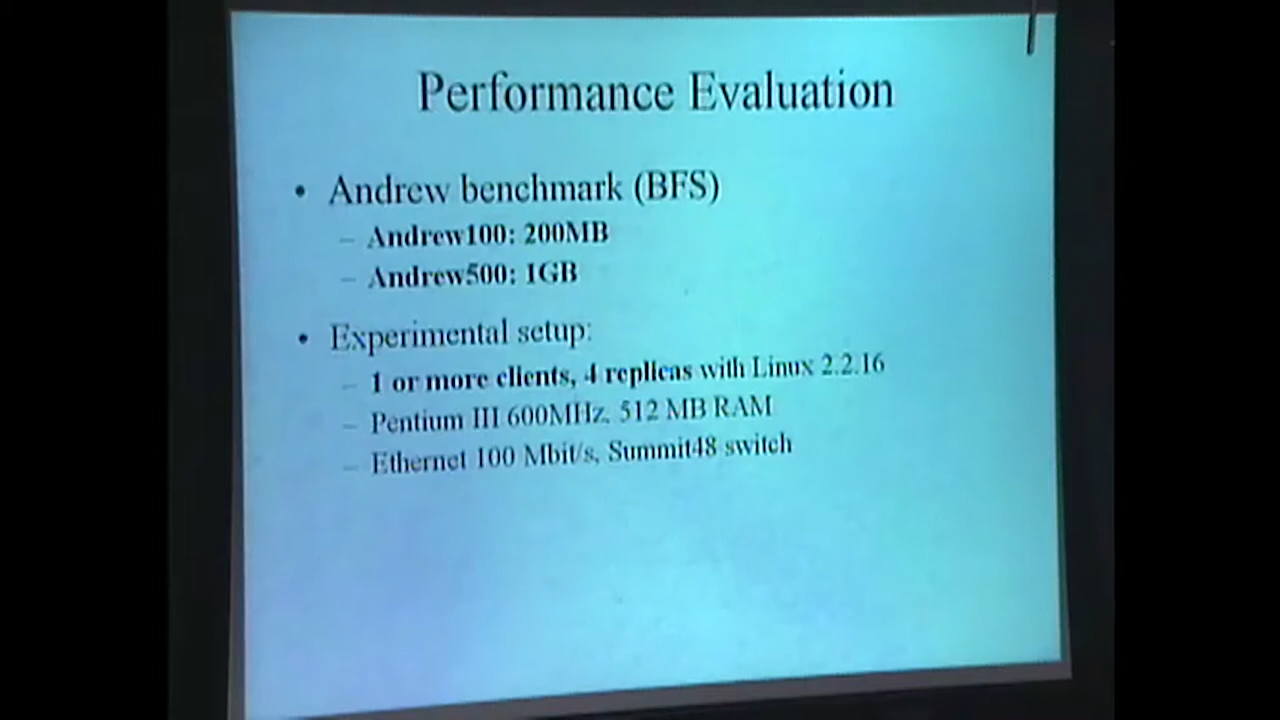 Performance Evaluation
• Andrew benchmark (BFS)
– Andrew100: 200MB
– Andrew500: 1GB
• Experimental setup:
– 1 or more clients, 4 replicas with Linux 2.2.16
– Pentium III 600MHz, 512 MB RAM
– Ethernet 100 Mbit/s, Summit48 switch